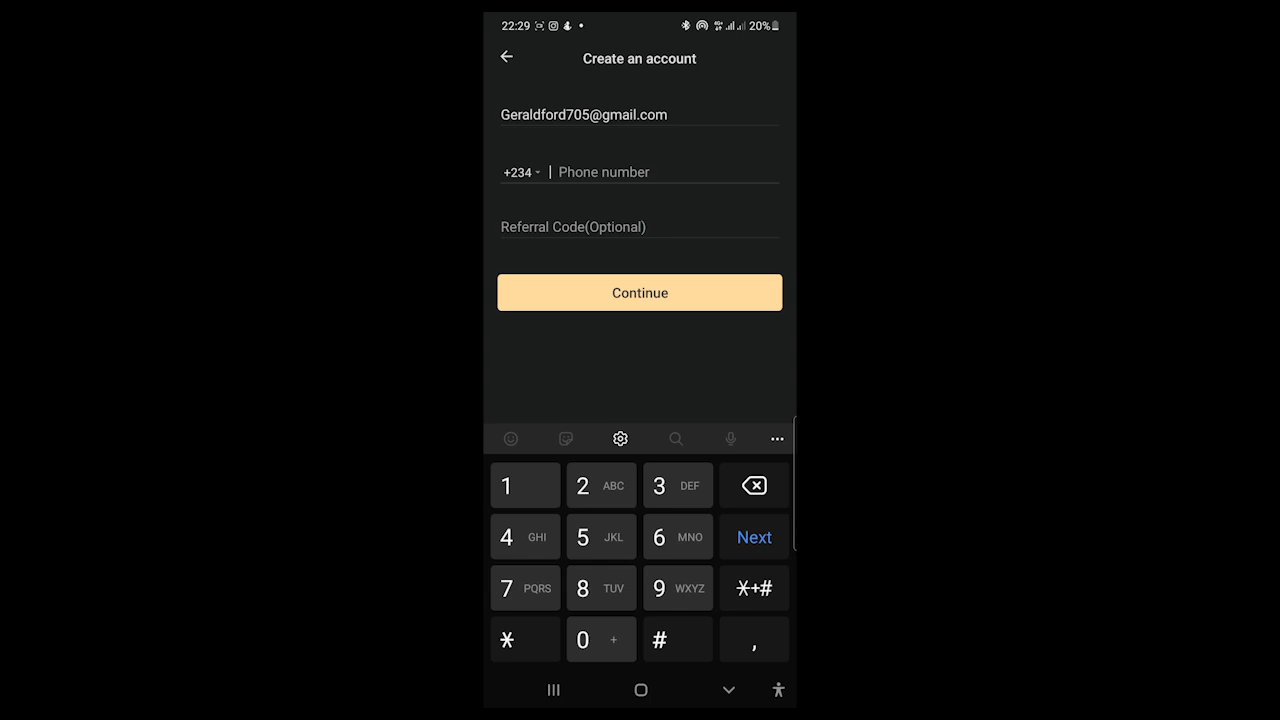 22:29 20%
Create an account
Geraldford705@gmail.com
+234 Phone number
Referral Code(Optional)
Continue
1 2 ABC 3 DEF
4 GHI 5 JKL 6 MNO Next
7 PQRS 8 TUV 9 WXYZ *+#
* 0 + # ,